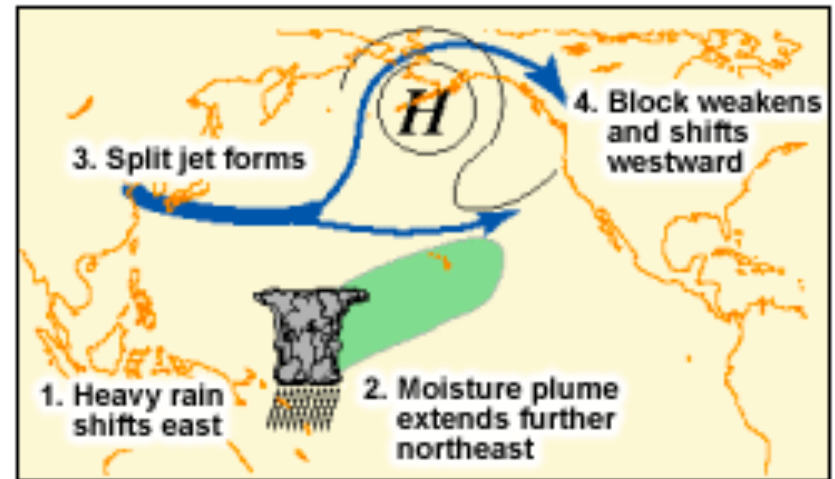 H
4. Block weakens
and shifts
westward
3. Split jet forms
1. Heavy rain
shifts east
2. Moisture plume
extends further
northeast